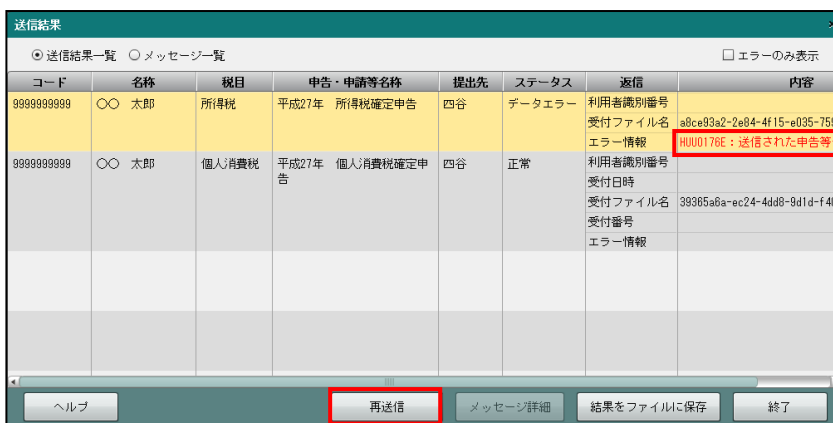 送信結果
送信結果一覧 メッセージ一覧 エラーのみ表示
コード 名称 税目 申告・申請等名称 提出先 ステータス 返信 内容
9999999999 〇〇 太郎 所得税 平成27年 所得税確定申告 四谷 データエラー 利用者識別番号
受付ファイル名 a8ce93a2-2e84-4f15-e035-755
エラー情報 HUU0176E：送信された申告等
9999999999 〇〇 太郎 個人消費税 平成27年 個人消費税確定申告 四谷 正常 利用者識別番号
受付日時
受付ファイル名 39365a6a-ec24-4dd8-9d1d-f40
受付番号
エラー情報
ヘルプ 再送信 メッセージ詳細 結果をファイルに保存 終了